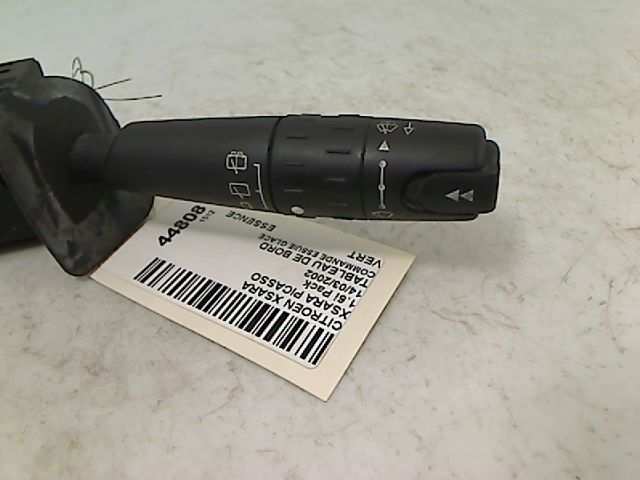 CITROEN XSARA
XSARA PICASSO
1.6i Pack
14/03/2002
TABLEAU DE BORD
COMMANDE ESSUIE GLACE
VERT
ESSENCE
44808
1512